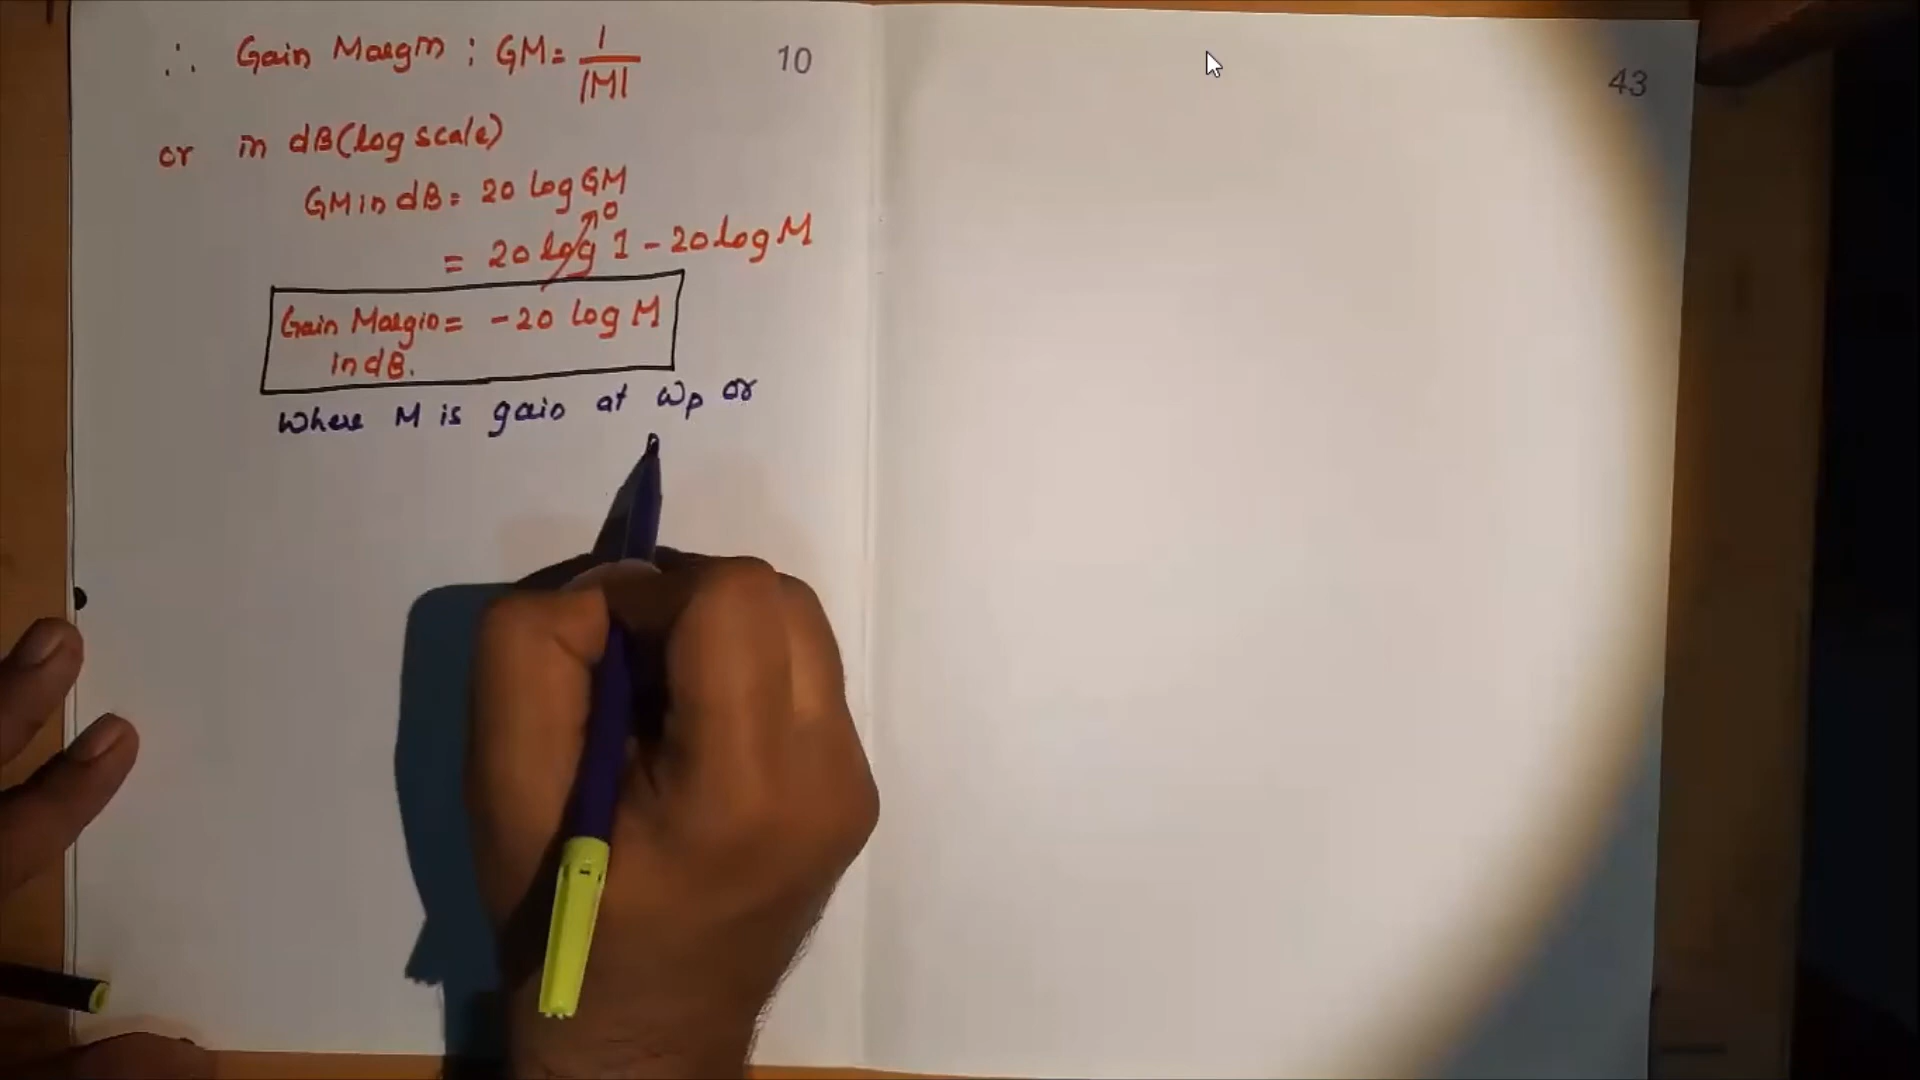 ∴ Gain Margin : GM = 1/|M|
10
or in dB (log scale)
GM in dB = 20 log GM
= 20 log 1 - 20 log M
0
Gain Margin = -20 log M
in dB.
Where M is gain at ωp or
43